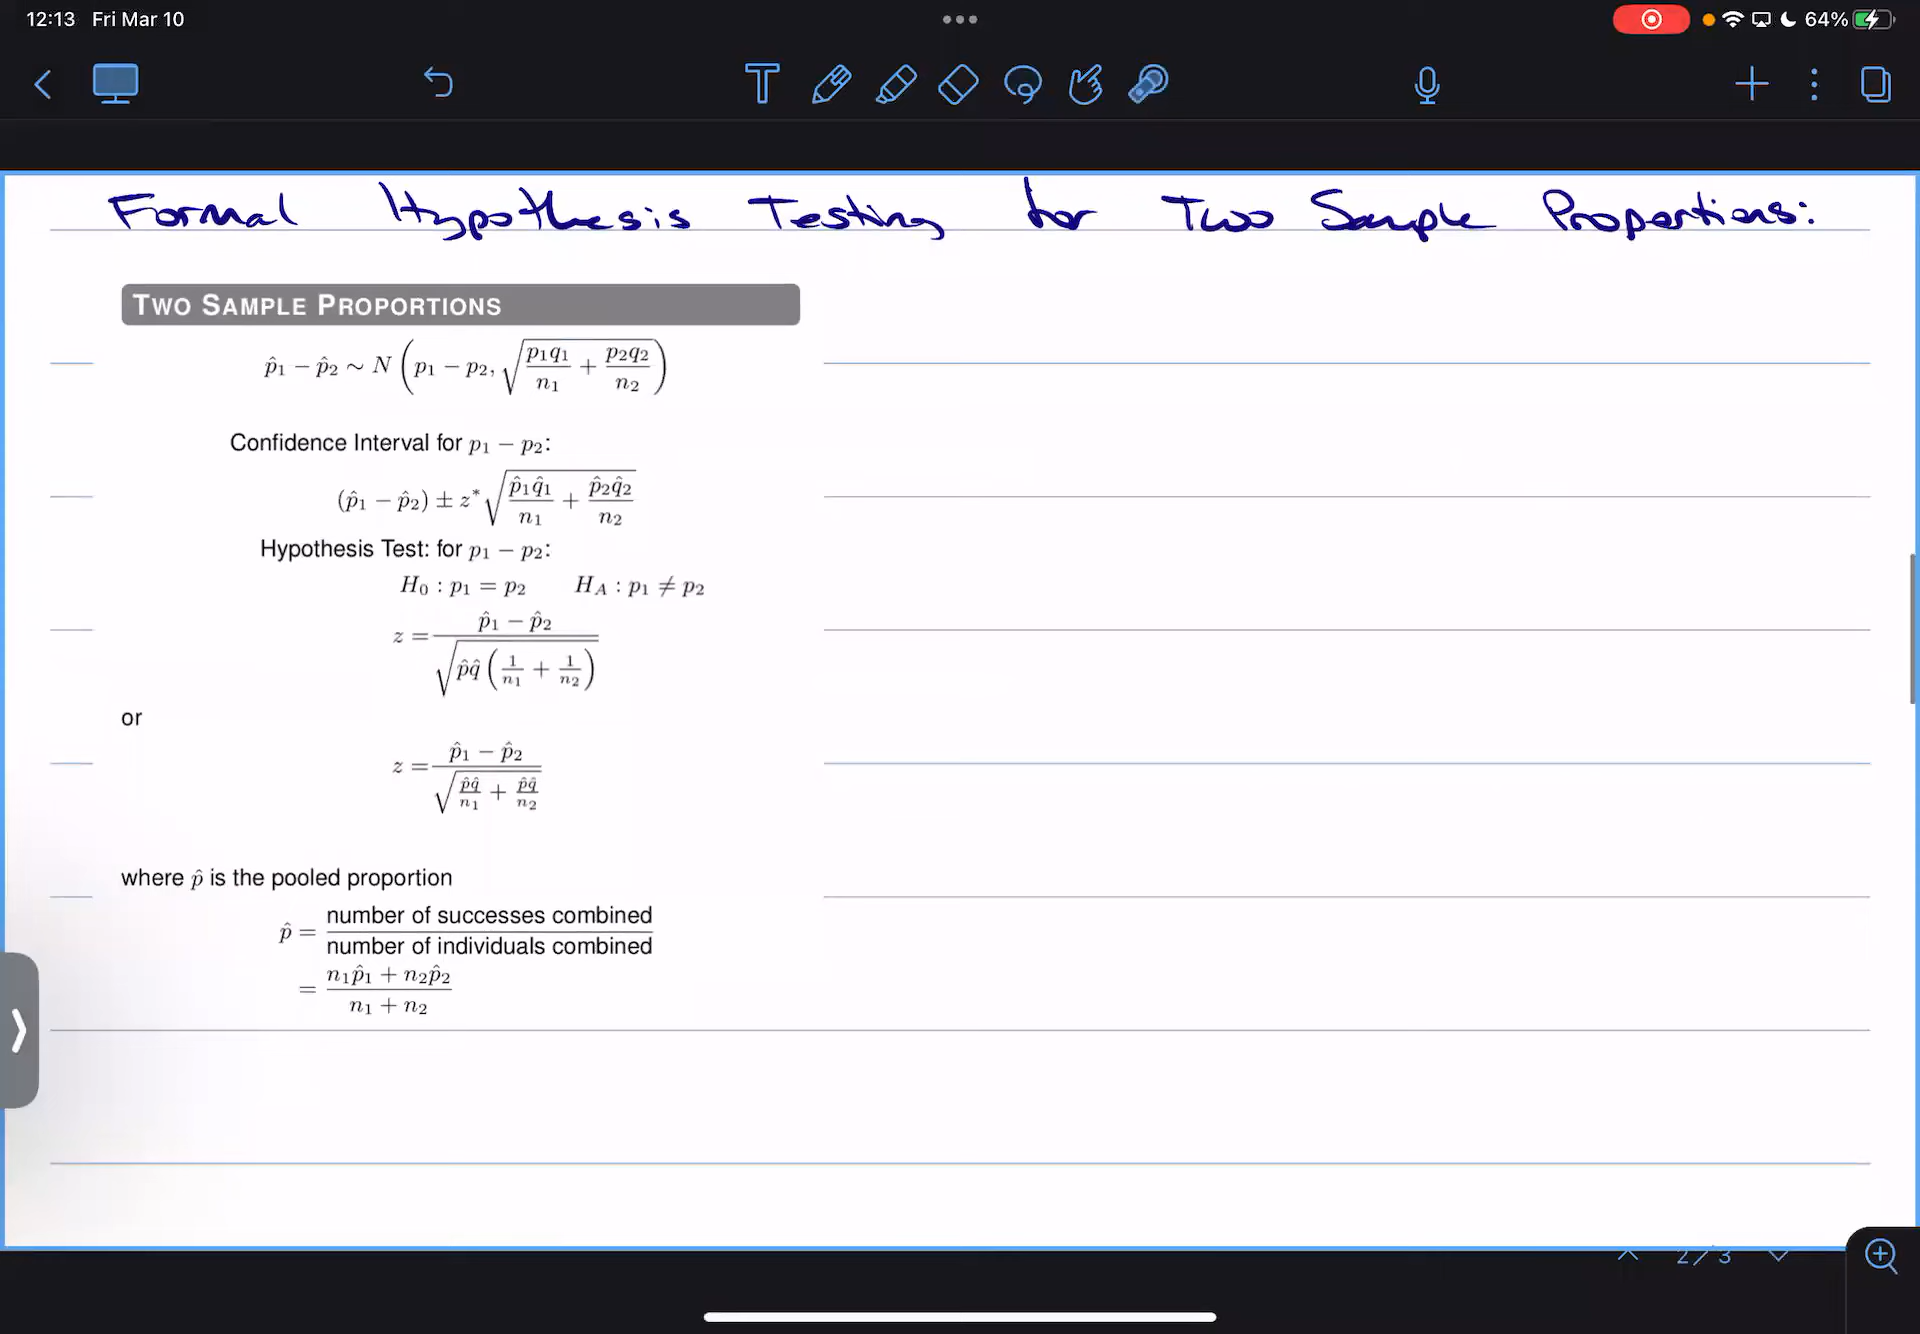 12:13 Fri Mar 10
64%
Formal Hypothesis Testing for Two Sample Proportions:
TWO SAMPLE PROPORTIONS
p̂₁ − p̂₂ ∼ N (p₁ − p₂, √(p₁q₁/n₁ + p₂q₂/n₂))
Confidence Interval for p₁ − p₂:
(p̂₁ − p̂₂) ± z* √(p̂₁q̂₁/n₁ + p̂₂q̂₂/n₂)
Hypothesis Test: for p₁ − p₂:
H₀ : p₁ = p₂ H_A : p₁ ≠ p₂
z = (p̂₁ − p̂₂) / √(p̂q̂ (1/n₁ + 1/n₂))
or
z = (p̂₁ − p̂₂) / √(p̂q̂/n₁ + p̂q̂/n₂)
where p̂ is the pooled proportion
p̂ = number of successes combined / number of individuals combined
= (n₁p̂₁ + n₂p̂₂) / (n₁ + n₂)
2 / 3